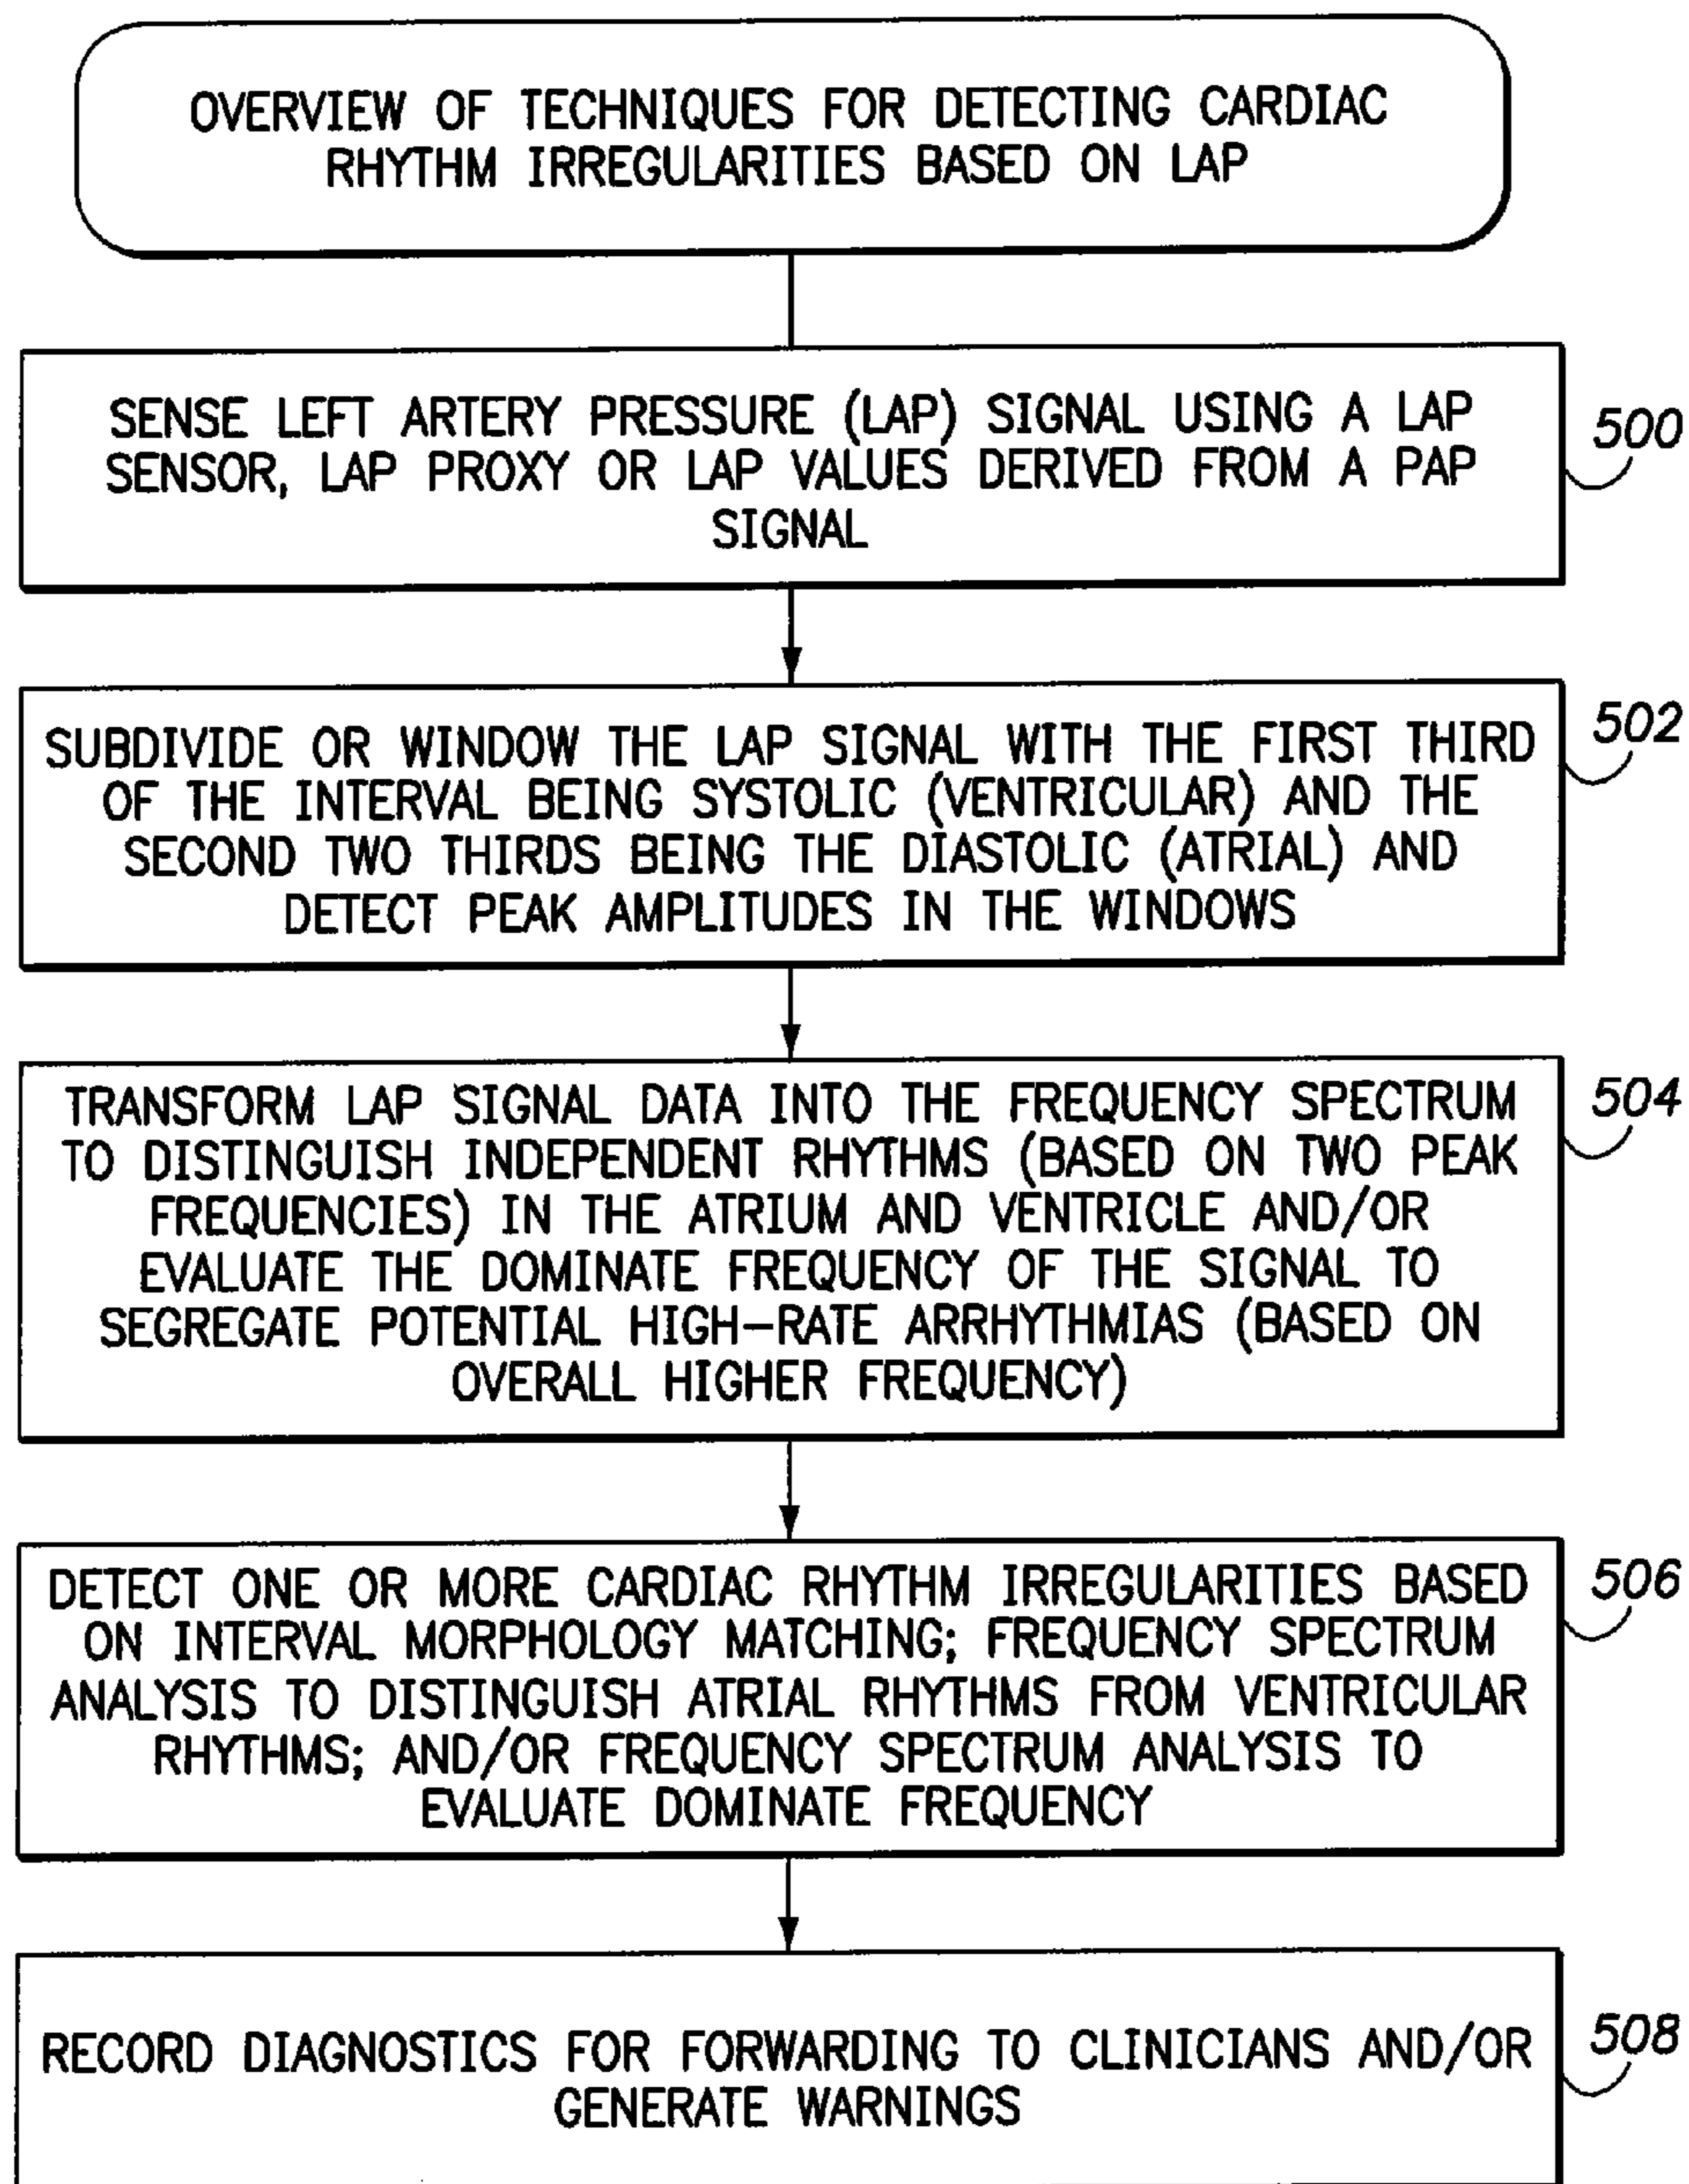 OVERVIEW OF TECHNIQUES FOR DETECTING CARDIAC
RHYTHM IRREGULARITIES BASED ON LAP
SENSE LEFT ARTERY PRESSURE (LAP) SIGNAL USING A LAP
SENSOR, LAP PROXY OR LAP VALUES DERIVED FROM A PAP
SIGNAL
500
SUBDIVIDE OR WINDOW THE LAP SIGNAL WITH THE FIRST THIRD
OF THE INTERVAL BEING SYSTOLIC (VENTRICULAR) AND THE
SECOND TWO THIRDS BEING THE DIASTOLIC (ATRIAL) AND
DETECT PEAK AMPLITUDES IN THE WINDOWS
502
TRANSFORM LAP SIGNAL DATA INTO THE FREQUENCY SPECTRUM
TO DISTINGUISH INDEPENDENT RHYTHMS (BASED ON TWO PEAK
FREQUENCIES) IN THE ATRIUM AND VENTRICLE AND/OR
EVALUATE THE DOMINATE FREQUENCY OF THE SIGNAL TO
SEGREGATE POTENTIAL HIGH-RATE ARRHYTHMIAS (BASED ON
OVERALL HIGHER FREQUENCY)
504
DETECT ONE OR MORE CARDIAC RHYTHM IRREGULARITIES BASED
ON INTERVAL MORPHOLOGY MATCHING; FREQUENCY SPECTRUM
ANALYSIS TO DISTINGUISH ATRIAL RHYTHMS FROM VENTRICULAR
RHYTHMS; AND/OR FREQUENCY SPECTRUM ANALYSIS TO
EVALUATE DOMINATE FREQUENCY
506
RECORD DIAGNOSTICS FOR FORWARDING TO CLINICIANS AND/OR
GENERATE WARNINGS
508